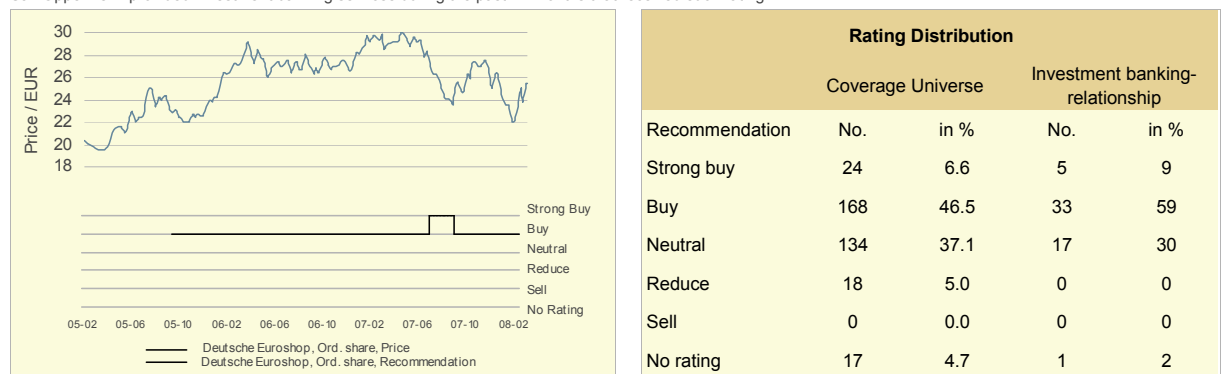 30
28
26
24
22
20
18
Price / EUR
Strong Buy
Buy
Neutral
Reduce
Sell
No Rating
05-02 05-06 05-10 06-02 06-06 06-10 07-02 07-06 07-10 08-02
Deutsche Euroshop, Ord. share, Price
Deutsche Euroshop, Ord. share, Recommendation
Rating Distribution
Coverage Universe
Investment banking-
relationship
Recommendation No. in % No. in %
Strong buy 24 6.6 5 9
Buy 168 46.5 33 59
Neutral 134 37.1 17 30
Reduce 18 5.0 0 0
Sell 0 0.0 0 0
No rating 17 4.7 1 2